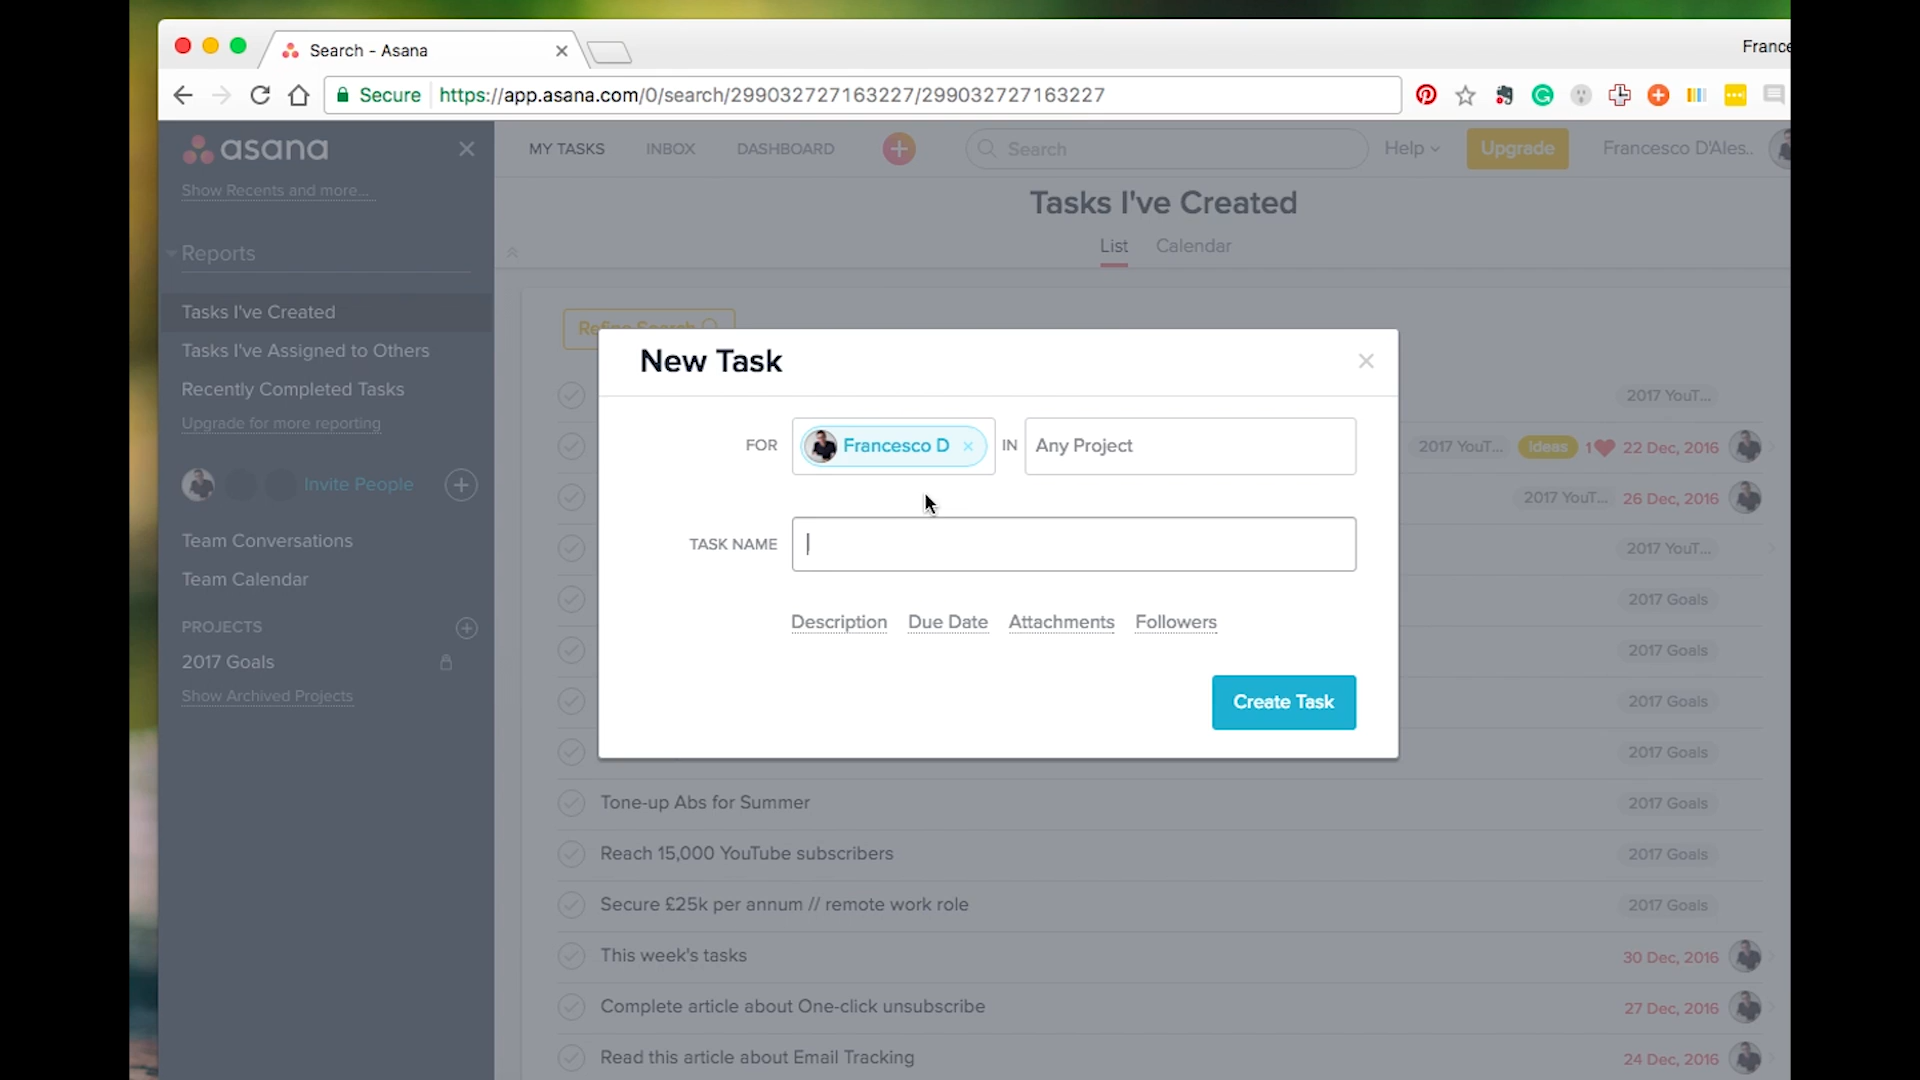 Search - Asana
Secure https://app.asana.com/0/search/299032727163227/299032727163227
asana
MY TASKS INBOX DASHBOARD + Search Help Upgrade Francesco D'Ales..
Show Recents and more...
Tasks I've Created
List Calendar
Reports
Tasks I've Created
Tasks I've Assigned to Others
Recently Completed Tasks
Upgrade for more reporting
Invite People
Team Conversations
Team Calendar
PROJECTS
2017 Goals
Show Archived Projects
New Task
FOR Francesco D × IN Any Project
TASK NAME
Description Due Date Attachments Followers
Create Task
2017 YouT...
2017 YouT... Ideas 1 22 Dec, 2016
2017 YouT... 26 Dec, 2016
2017 YouT...
2017 Goals
2017 Goals
2017 Goals
2017 Goals
Tone-up Abs for Summer 2017 Goals
Reach 15,000 YouTube subscribers 2017 Goals
Secure £25k per annum // remote work role 2017 Goals
This week's tasks 30 Dec, 2016
Complete article about One-click unsubscribe 27 Dec, 2016
Read this article about Email Tracking 24 Dec, 2016